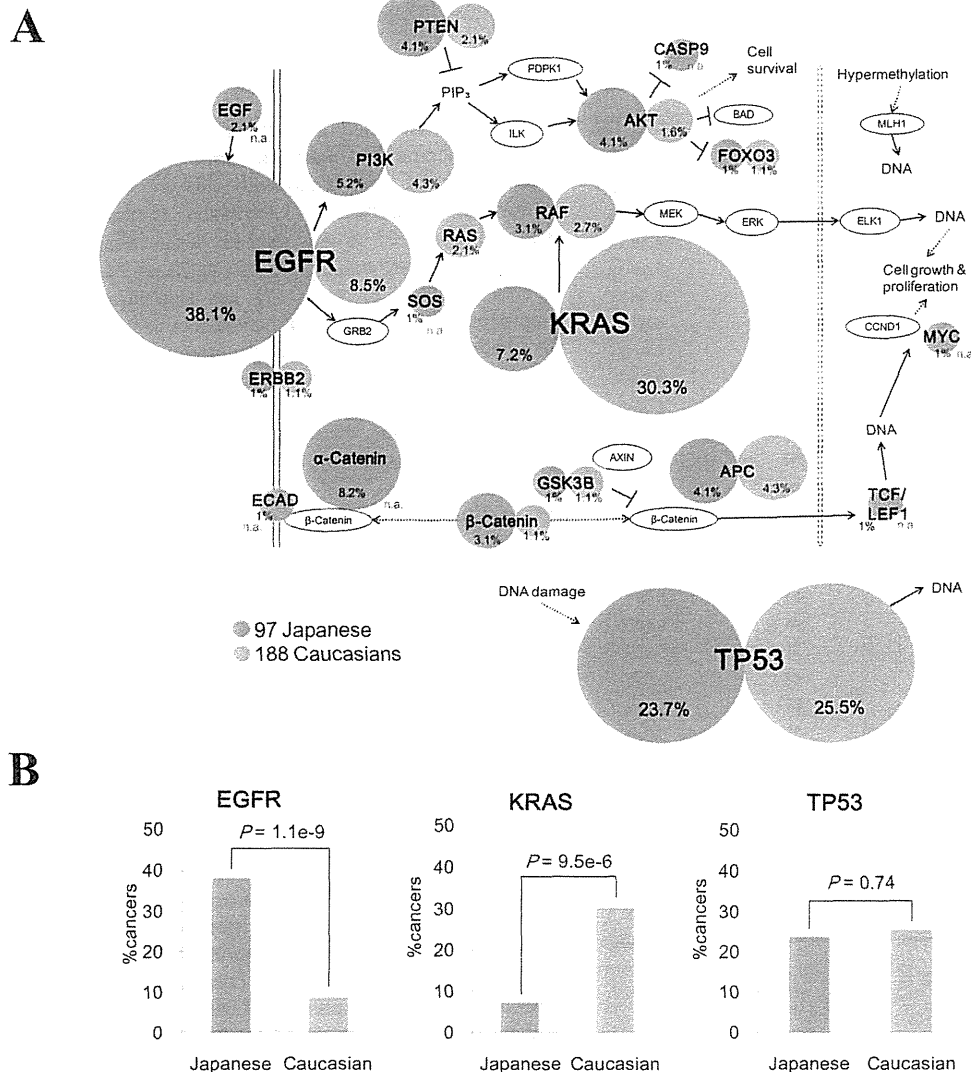 A
PTEN
4.1% 2.1%
CASP9
1% n.a.
Cell
survival
Hypermethylation
PDPK1
PIP₃
EGF
2.1% n.a.
ILK
AKT
4.1% 1.6%
BAD
MLH1
DNA
PI3K
5.2% 4.3%
FOXO3
1% 1.1%
RAF
3.1% 2.7%
RAS
2.1%
MEK
ERK
ELK1
DNA
EGFR
38.1% 8.5%
Cell growth &
proliferation
SOS
1% n.a.
GRB2
KRAS
7.2% 30.3%
CCND1
MYC
1% n.a.
ERBB2
1% 1.1%
DNA
α-Catenin
8.2% n.a.
AXIN
APC
4.1% 4.3%
GSK3B
1% 1.1%
ECAD
1%
n.a.
β-Catenin
β-Catenin
3.1% 1.1%
β-Catenin
TCF/
LEF1
1% n.a.
DNA damage
DNA
97 Japanese
188 Caucasians
TP53
23.7% 25.5%
B
EGFR
P = 1.1e-9
%cancers
50
40
30
20
10
0
Japanese Caucasian
KRAS
P = 9.5e-6
%cancers
50
40
30
20
10
0
Japanese Caucasian
TP53
P = 0.74
%cancers
50
40
30
20
10
0
Japanese Caucasian